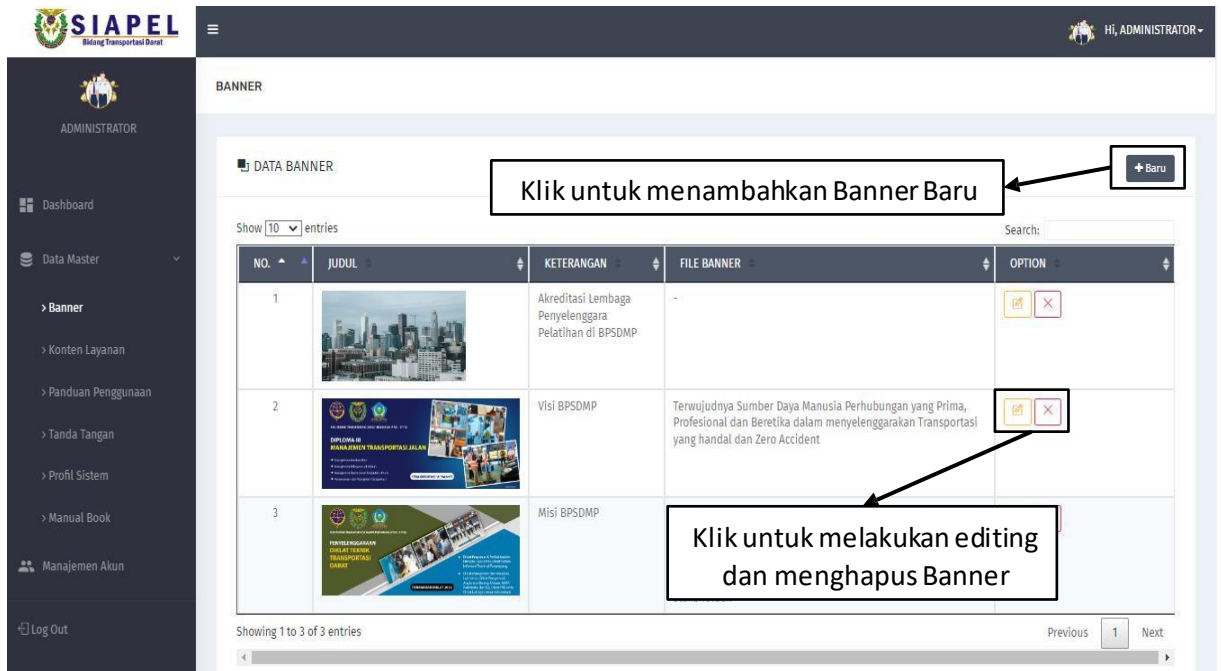 SIAPEL
Bidang Transportasi Darat
Hi, ADMINISTRATOR
ADMINISTRATOR
BANNER
DATA BANNER
+ Baru
Klik untuk menambahkan Banner Baru
Dashboard
Data Master
> Banner
> Konten Layanan
> Panduan Penggunaan
> Tanda Tangan
> Profil Sistem
> Manual Book
Manajemen Akun
Log Out
Show 10 entries
Search:
NO. JUDUL KETERANGAN FILE BANNER OPTION
1
Akreditasi Lembaga
Penyelenggara
Pelatihan di BPSDMP
-
2
DIPLOMA III
MANAJEMEN TRANSPORTASI JALAN
Visi BPSDMP
Terwujudnya Sumber Daya Manusia Perhubungan yang Prima,
Profesional dan Beretika dalam menyelenggarakan Transportasi
yang handal dan Zero Accident
3
PENYELENGGARAAN
DIKLAT TEKNIK
TRANSPORTASI
DARAT
Misi BPSDMP
Klik untuk melakukan editing
dan menghapus Banner
Showing 1 to 3 of 3 entries
Previous 1 Next